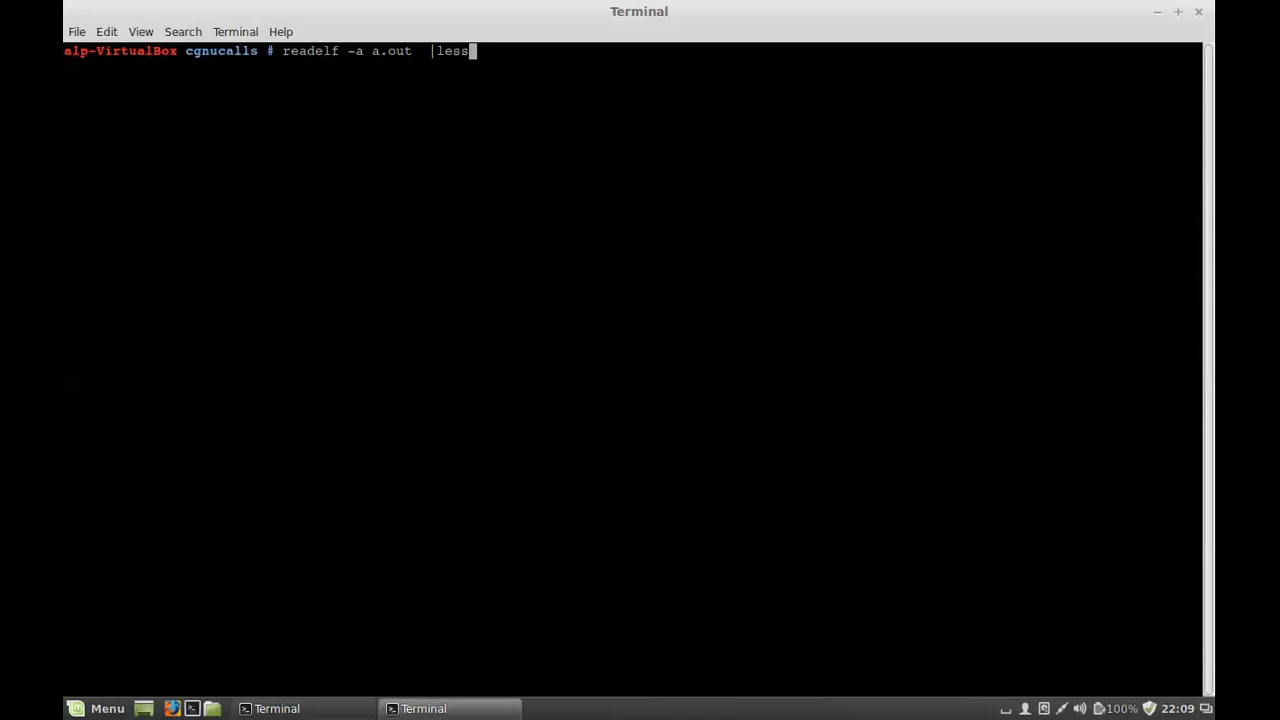 Terminal
File Edit View Search Terminal Help
alp-VirtualBox cgnucalls # readelf -a a.out |less
Menu Terminal Terminal 100% 22:09